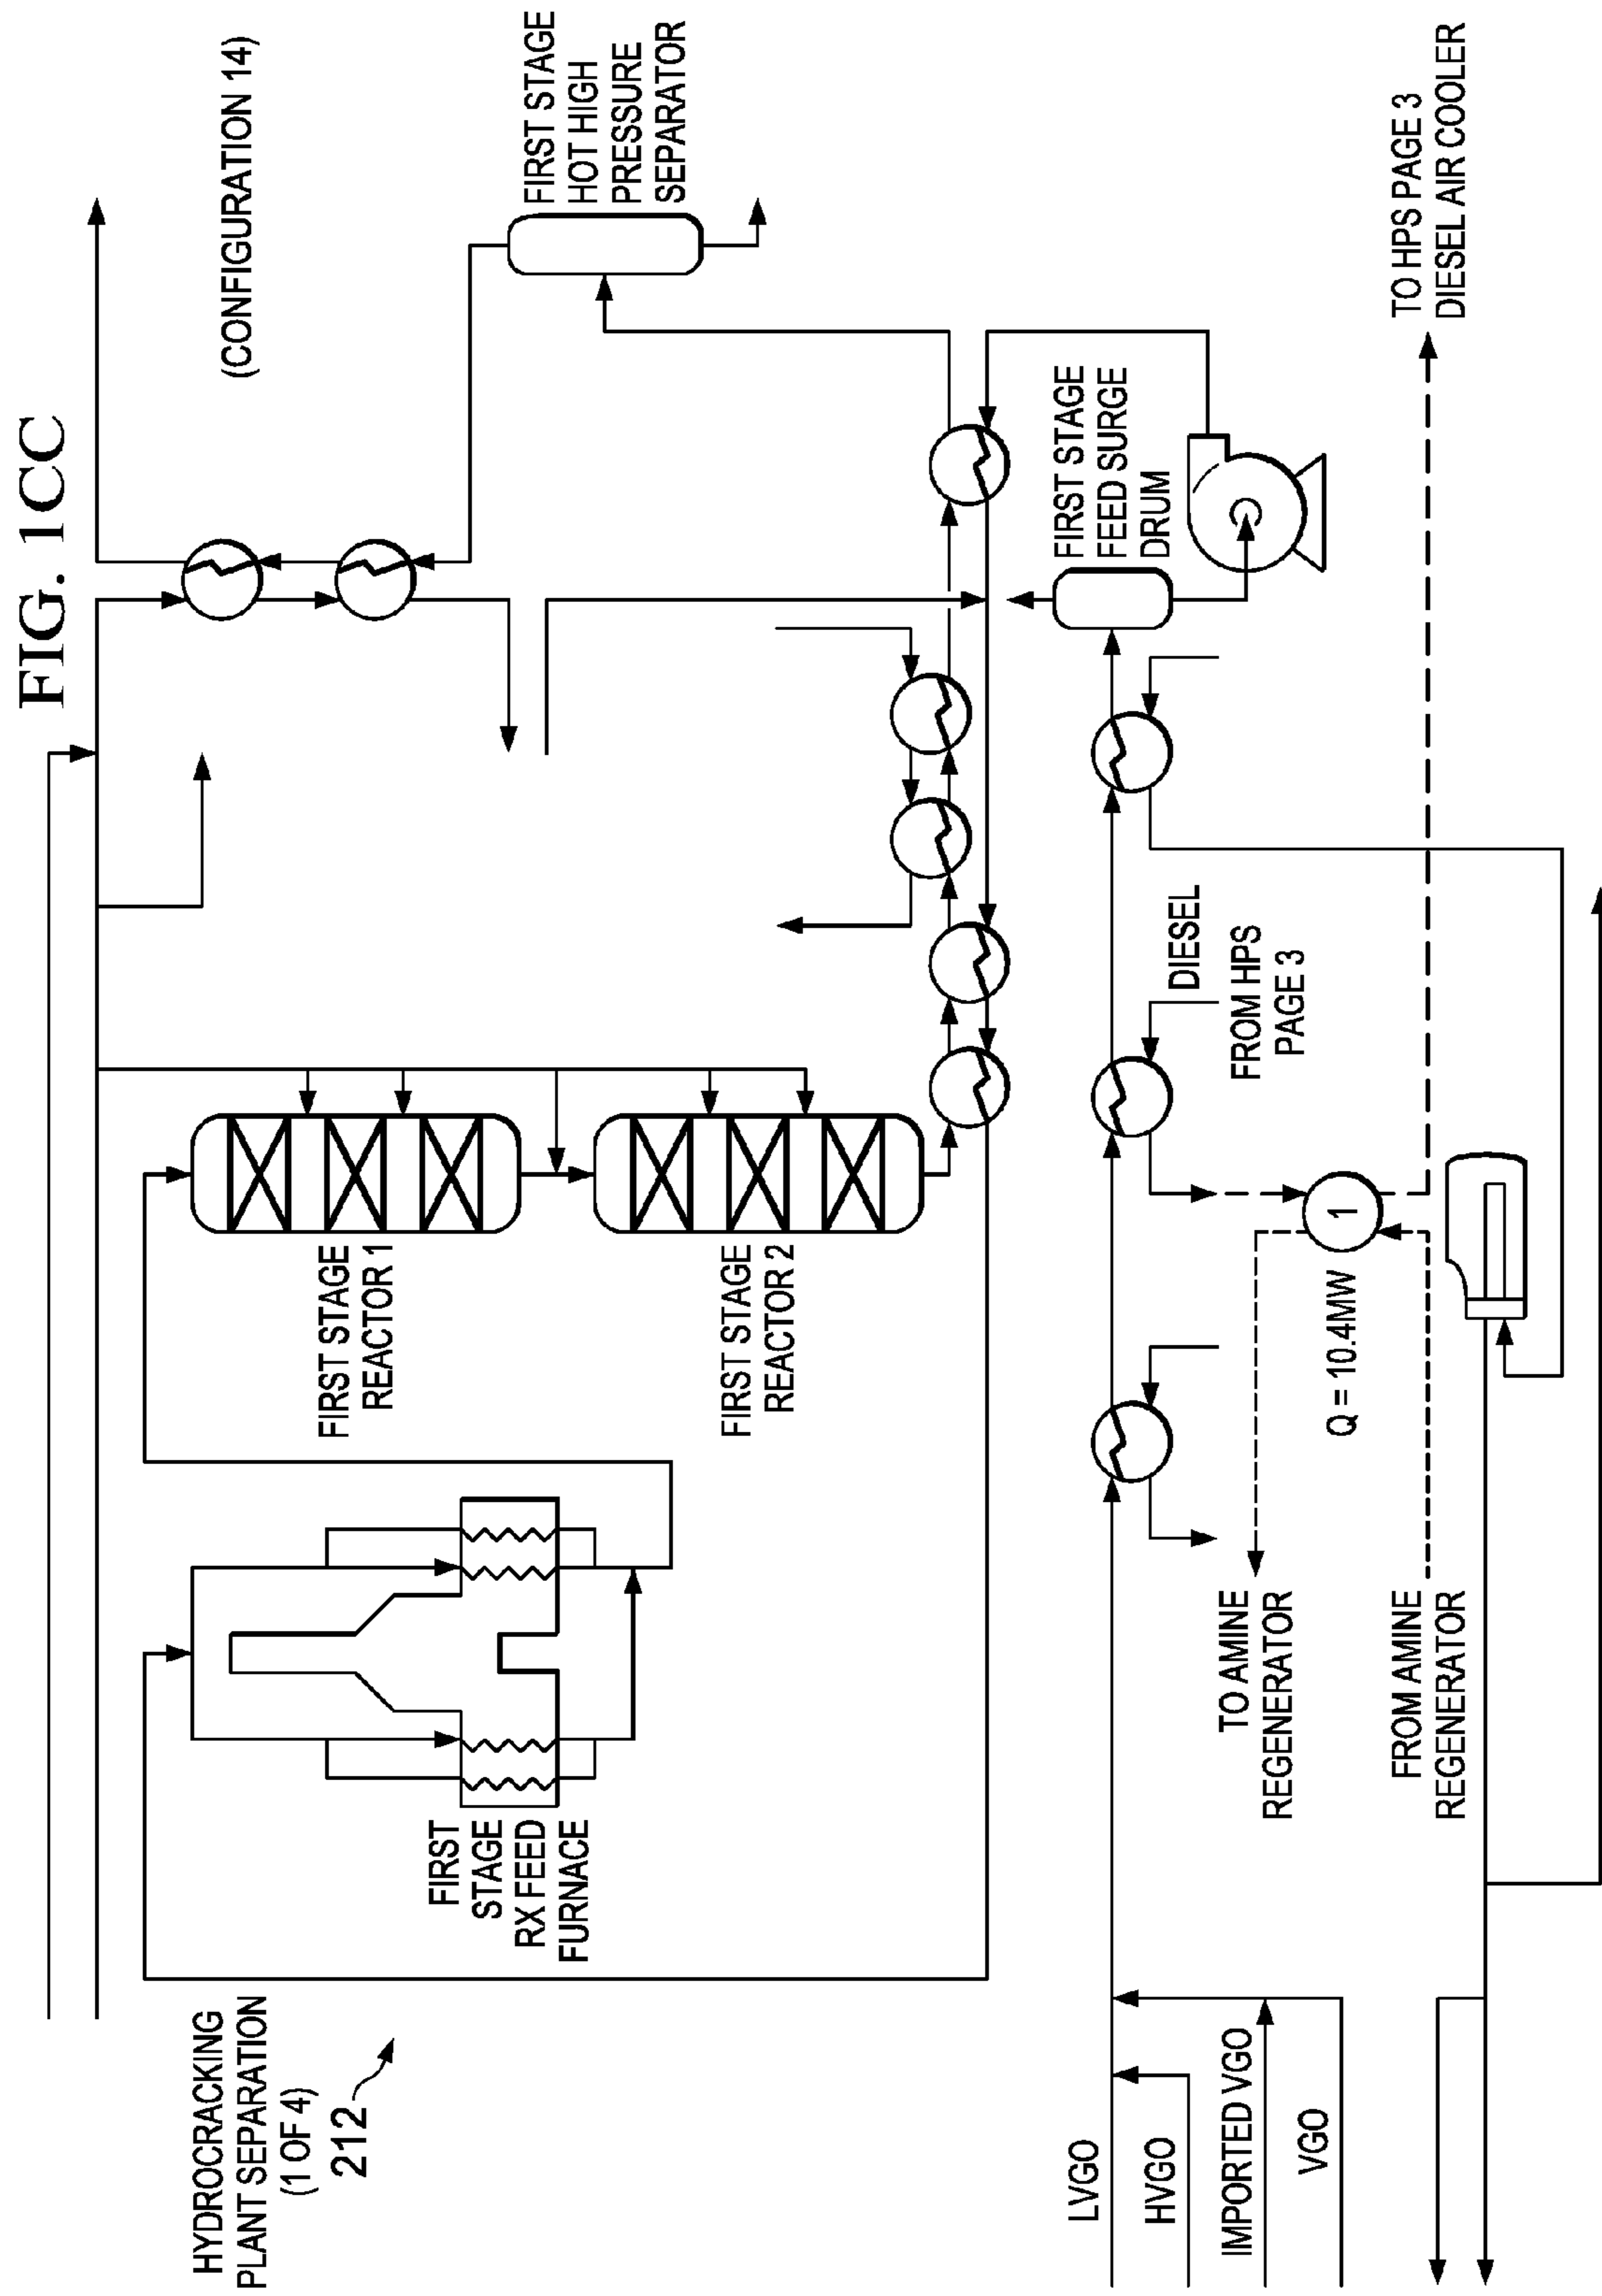 FIG. 1CC
(CONFIGURATION 14)
HYDROCRACKING
PLANT SEPARATION
(1 OF 4)
212
FIRST
STAGE
RX FEED
FURNACE
FIRST STAGE
REACTOR 1
FIRST STAGE
REACTOR 2
FIRST STAGE
HOT HIGH
PRESSURE
SEPARATOR
FIRST STAGE
FEED SURGE
DRUM
LVGO
HVGO
IMPORTED VGO
VGO
DIESEL
FROM HPS
PAGE 3
1
Q = 10.4MW
TO AMINE
REGENERATOR
FROM AMINE
REGENERATOR
TO HPS PAGE 3
DIESEL AIR COOLER